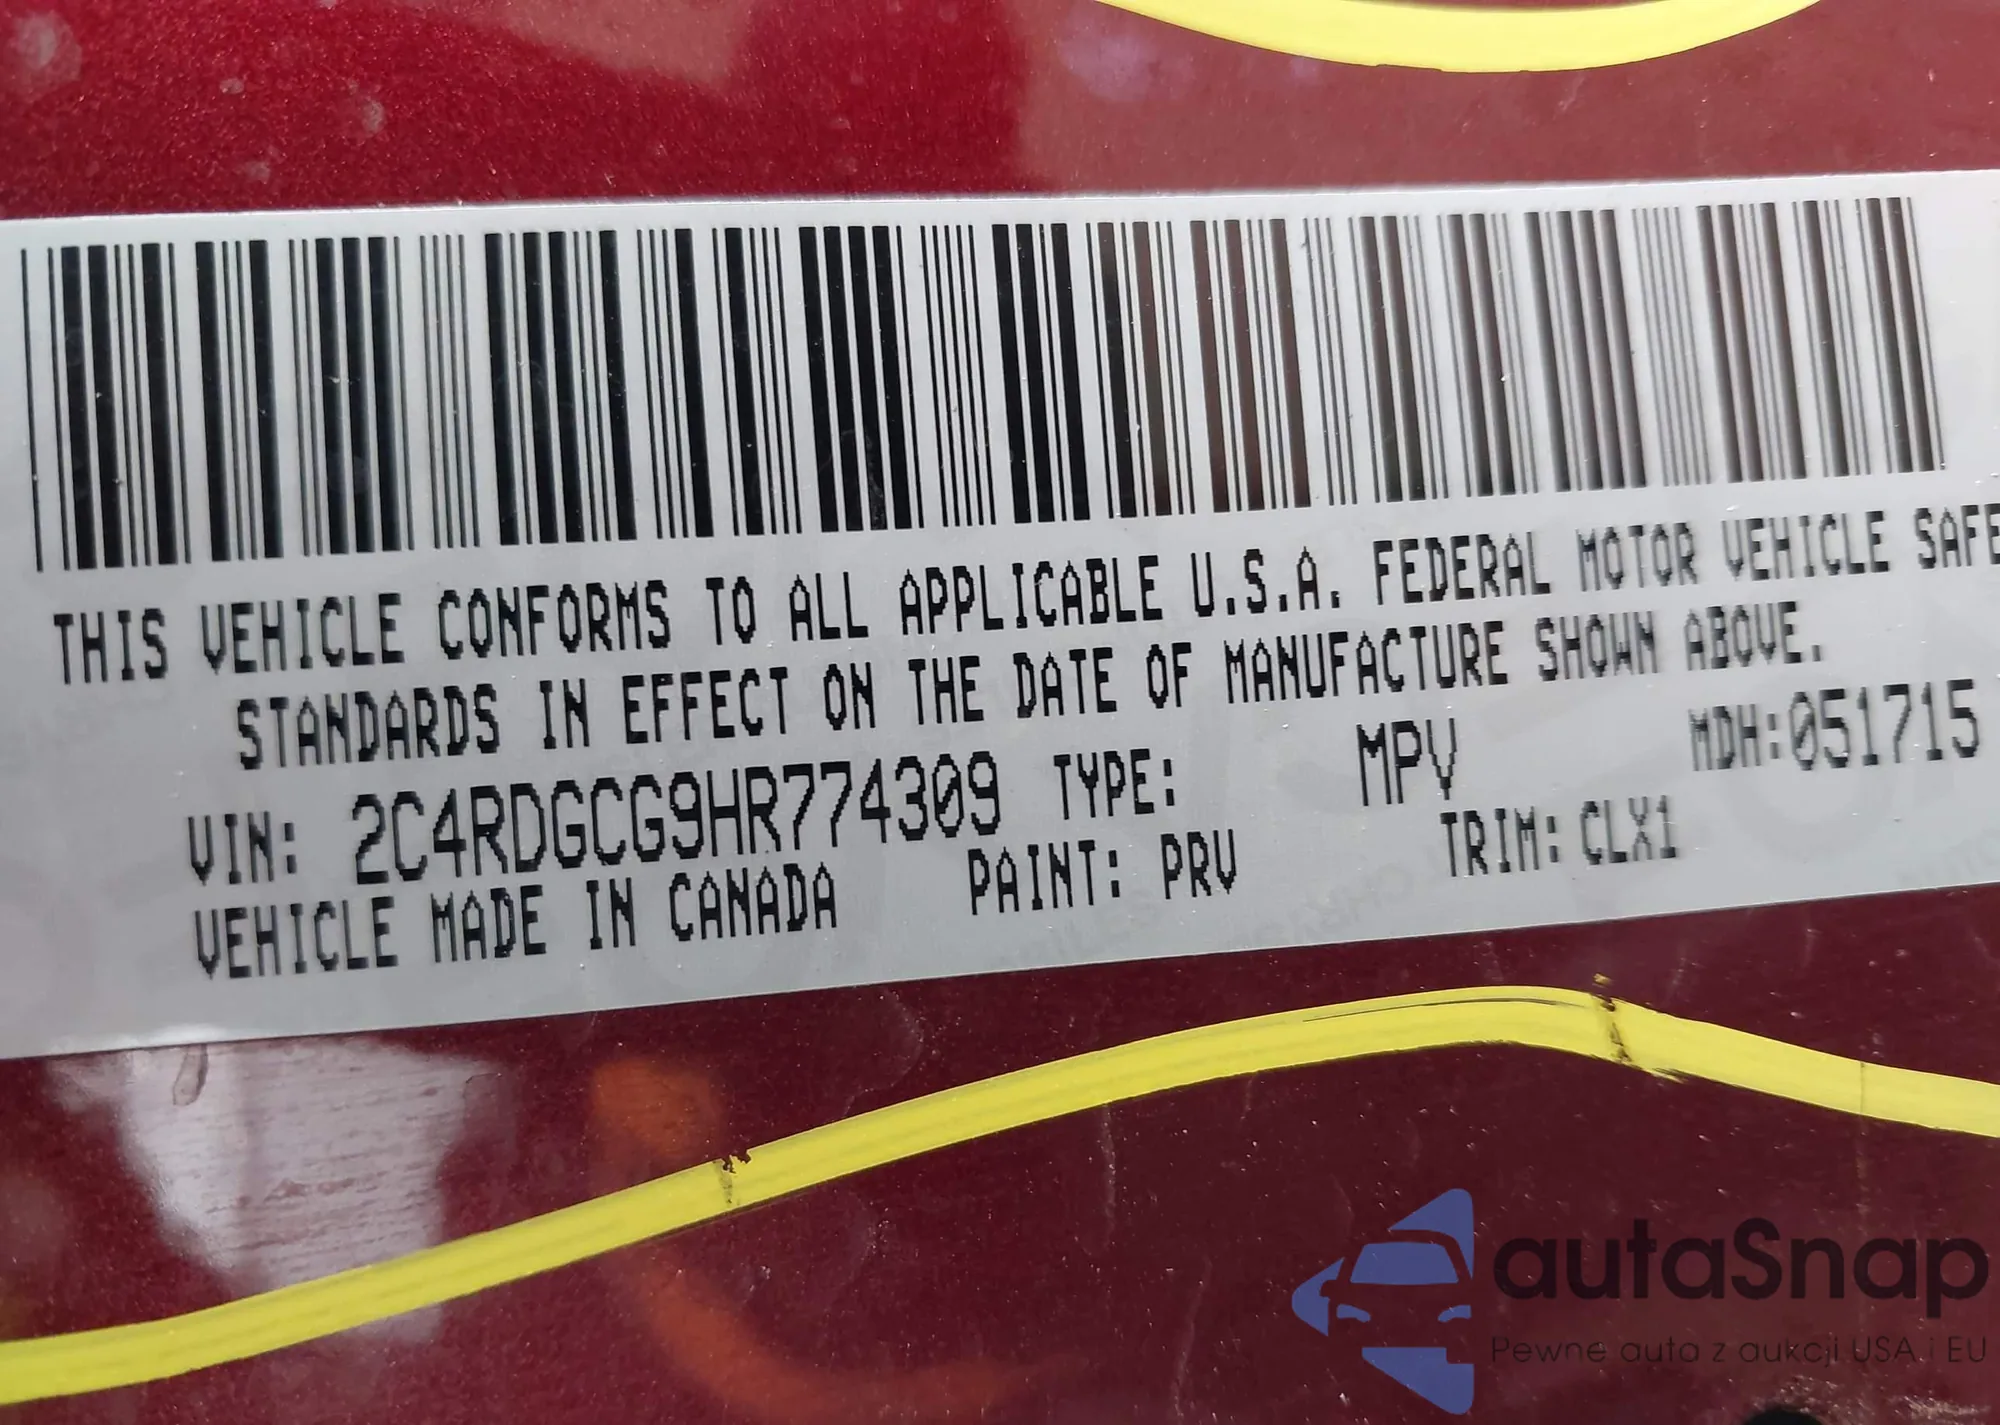 THIS VEHICLE CONFORMS TO ALL APPLICABLE U.S.A. FEDERAL MOTOR VEHICLE SAFE
STANDARDS IN EFFECT ON THE DATE OF MANUFACTURE SHOWN ABOVE.
VIN: 2C4RDGCG9HR774309 TYPE: MPV MDH:051715
VEHICLE MADE IN CANADA PAINT: PRV TRIM: CLX1
autaSnap
Pewne auta z aukcji USA i EU